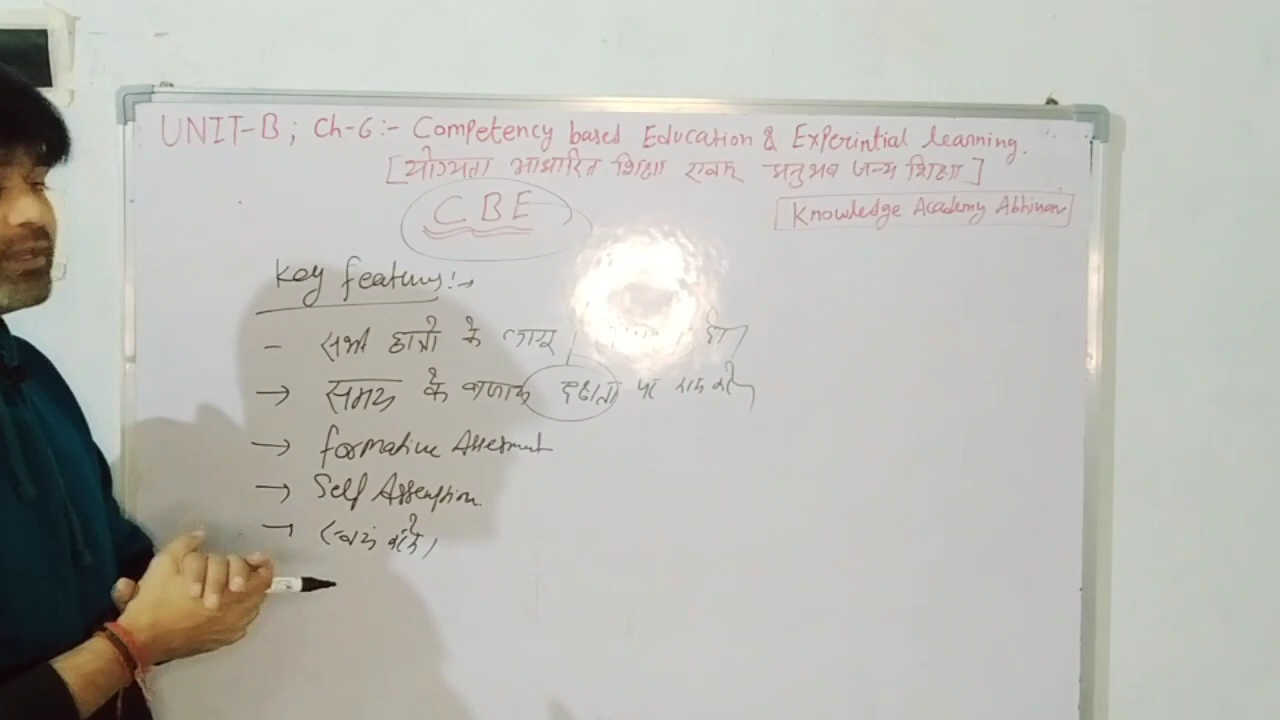 UNIT-B; Ch-6:- Competency based Education & Experintial learning.
[योग्यता आधारित शिक्षा एवम अनुभव जन्य शिक्षा]
CBE
Knowledge Academy Abhinav
Key features:→
- सभी छात्रो के
→ समय के बजाय दक्षता पर
→ formative Assesment
→ Self Assemption.
→